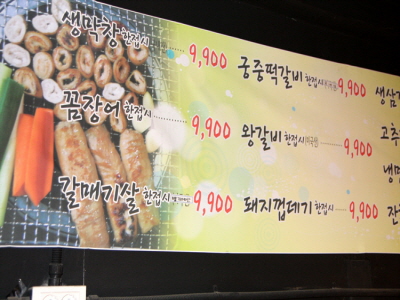 생막창 한접시 ........ 9,900
꼼장어 한접시 ........ 9,900
갈매기살 한접시 9,900
궁중떡갈비 한접시 9,900
왕갈비 한접시 9,900
돼지껍데기 한접시 ..... 9,900
생삼
고추
냉면
잔